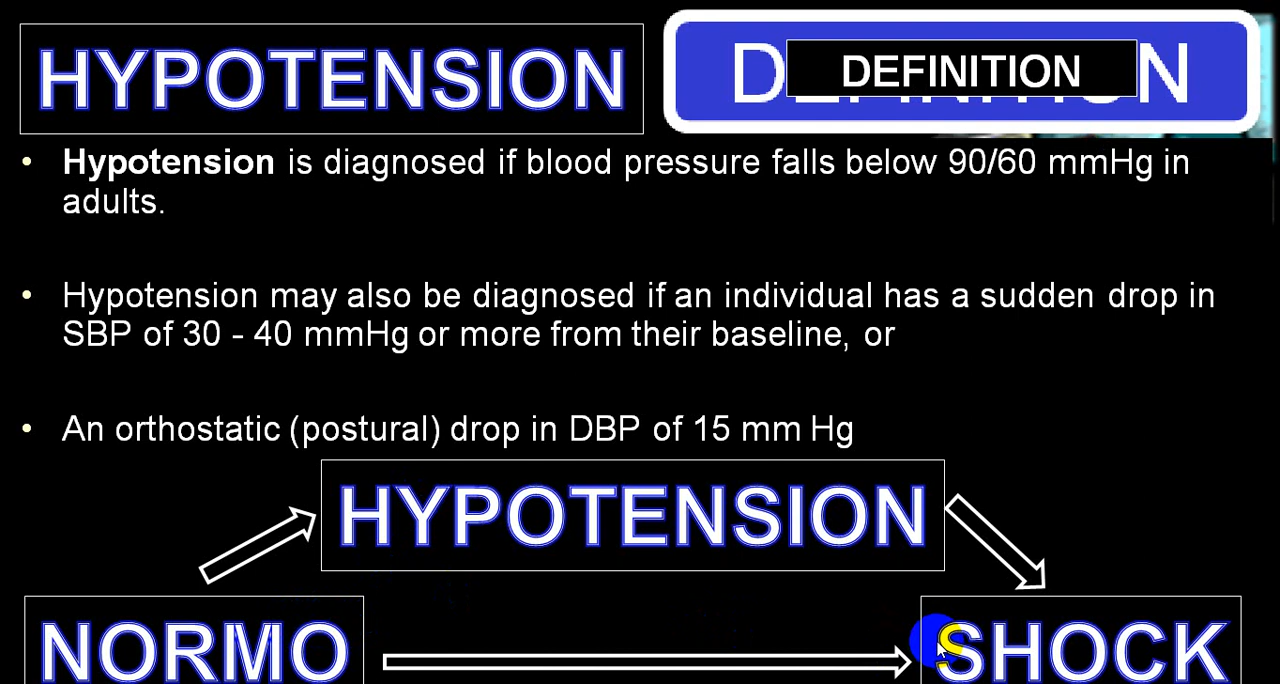 HYPOTENSION
DEFINITION
DEFINITION
• Hypotension is diagnosed if blood pressure falls below 90/60 mmHg in
adults.
• Hypotension may also be diagnosed if an individual has a sudden drop in
SBP of 30 - 40 mmHg or more from their baseline, or
• An orthostatic (postural) drop in DBP of 15 mm Hg
HYPOTENSION
NORMO
SHOCK